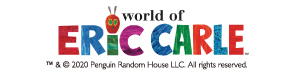 world of
ERIC CARLE
™ & © 2020 Penguin Random House LLC. All rights reserved.